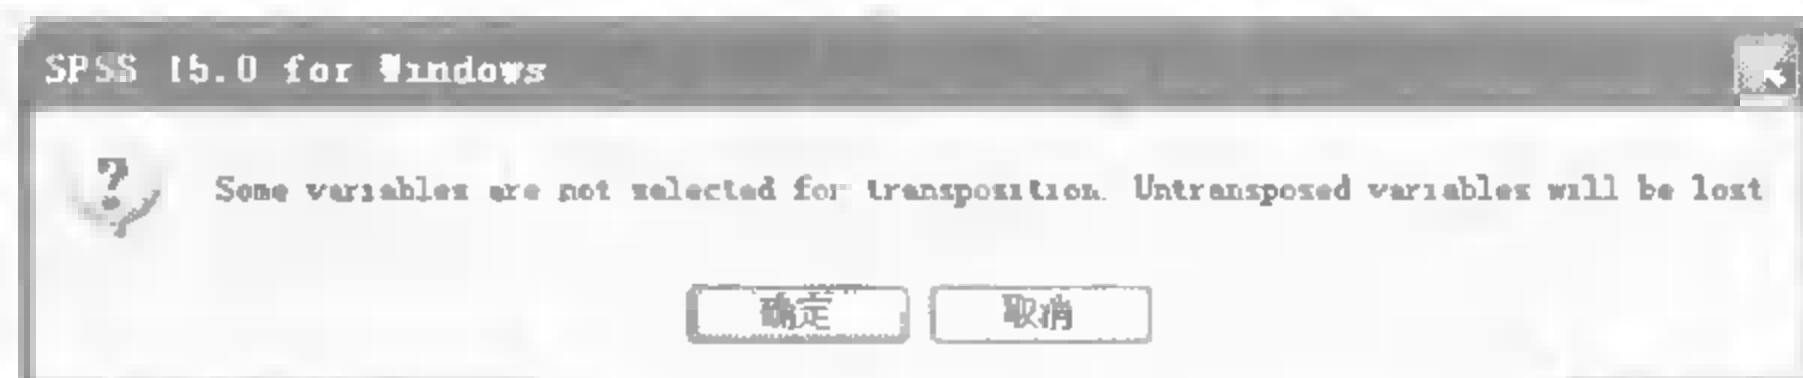 SPSS 15.0 for Windows
Some variables are not selected for transposition. Untransposed variables will be lost
确定 取消